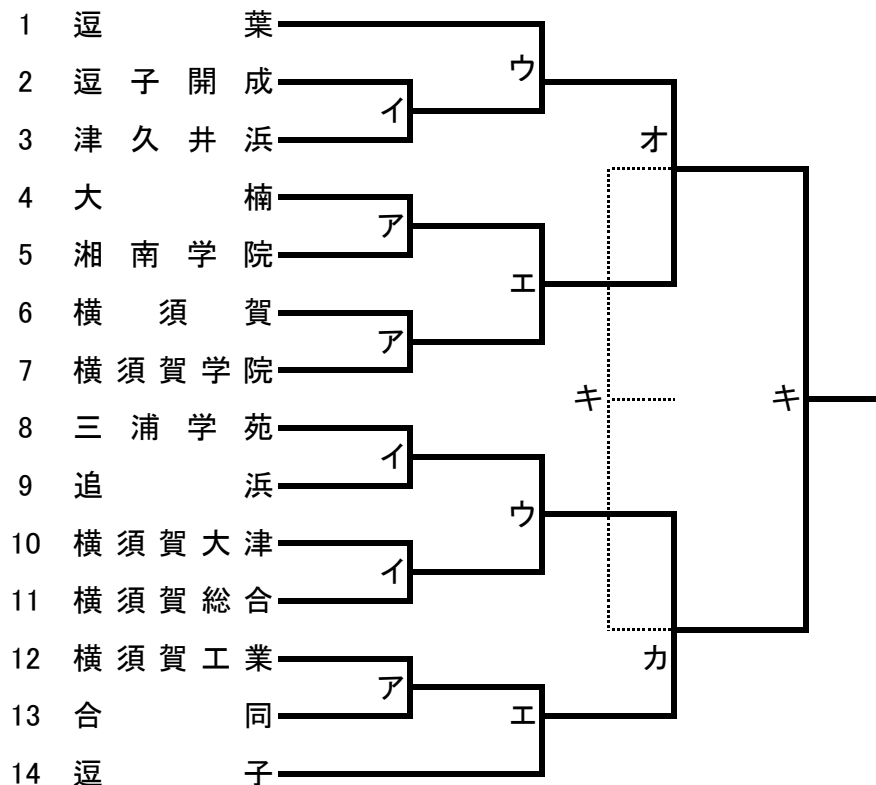 1 逗葉
ウ
2 逗子開成
イ
3 津久井浜
オ
4 大楠
ア
5 湘南学院
エ
6 横須賀
ア
7 横須賀学院
キ キ
8 三浦学苑
イ
9 追浜
ウ
10 横須賀大津
イ
11 横須賀総合
12 横須賀工業
カ
ア
13 合同
エ
14 逗子